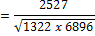 = 2527
√1322 x 6896